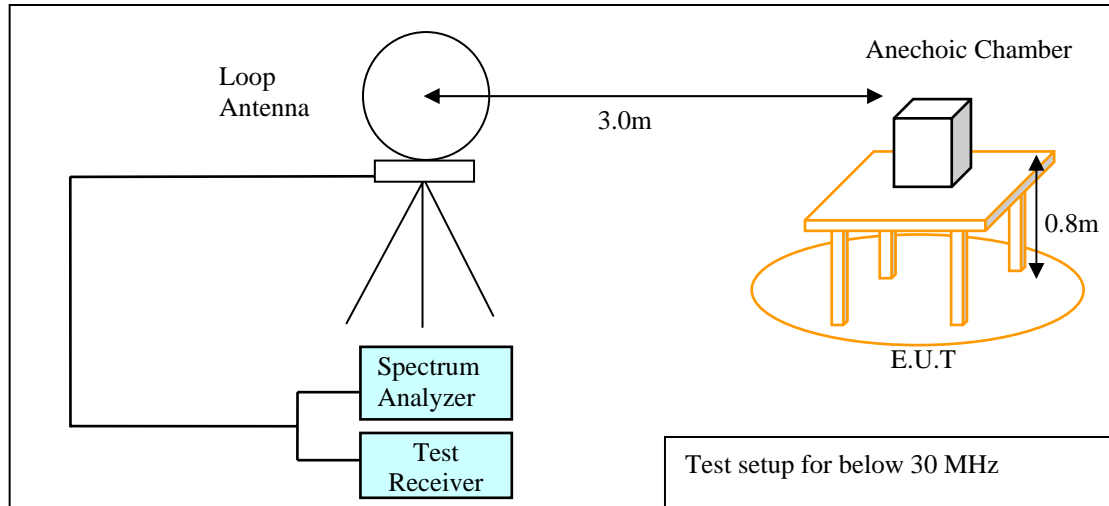 Anechoic Chamber
Loop
Antenna
3.0m
0.8m
E.U.T
Spectrum
Analyzer
Test
Receiver
Test setup for below 30 MHz